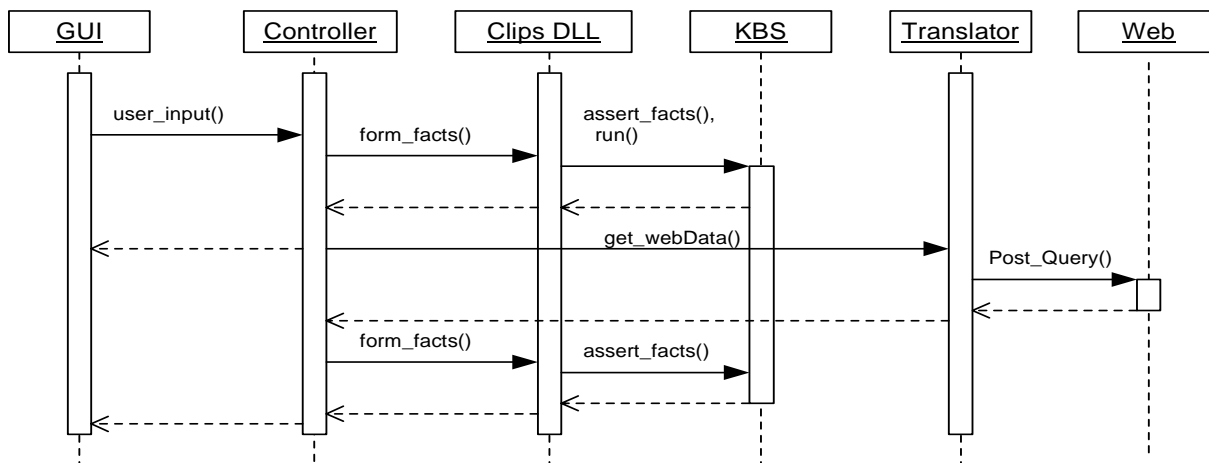 GUI
Controller
Clips DLL
KBS
Translator
Web
user_input()
form_facts()
assert_facts(),
run()
get_webData()
Post_Query()
form_facts()
assert_facts()